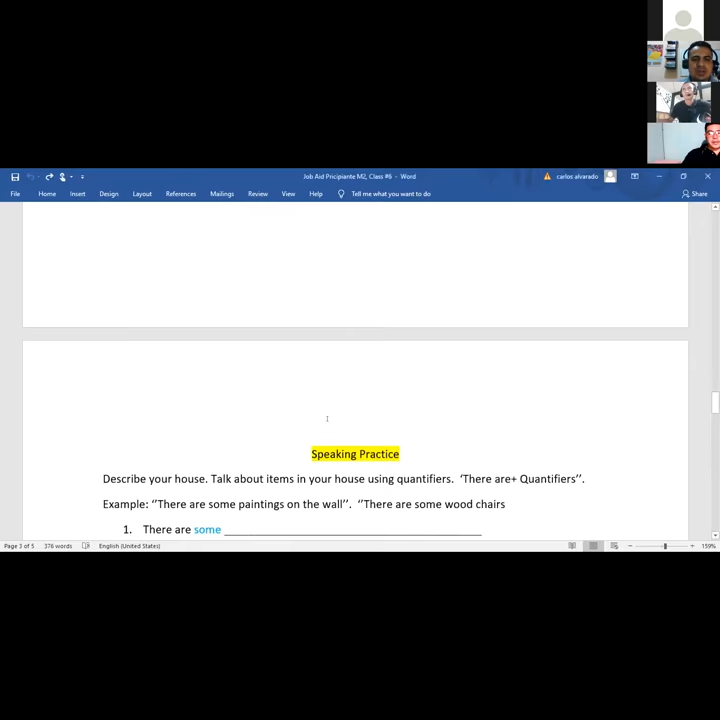 Job Aid Pricipiante M2, Class #6 - Word
carlos alvarado
File Home Insert Design Layout References Mailings Review View Help Tell me what you want to do Share
Speaking Practice
Describe your house. Talk about items in your house using quantifiers. ‘There are+ Quantifiers’’.
Example: ‘’There are some paintings on the wall’’. ‘’There are some wood chairs
1. There are some ____________________
Page 3 of 5 376 words English (United States) 159%